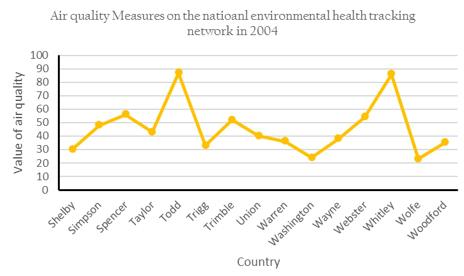 Air quality Measures on the natioanl environmental health tracking
network in 2004
100
90
80
70
60
50
40
30
20
10
0
Value of air quality
Shelby
Simpson
Spencer
Taylor
Todd
Trigg
Trimble
Union
Warren
Washington
Wayne
Webster
Whitley
Wolfe
Woodford
Country